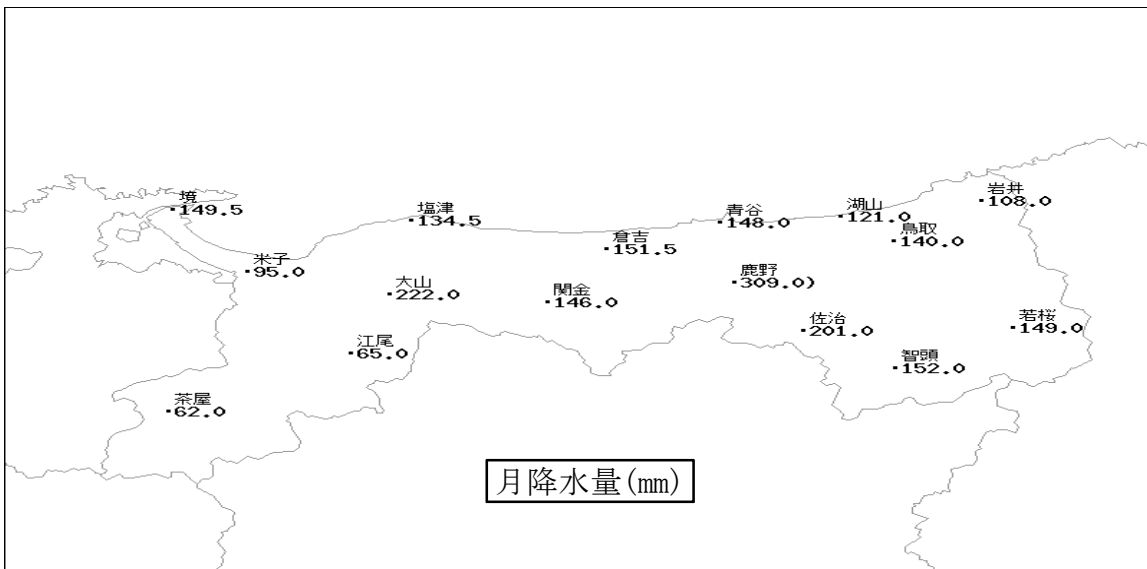 境
・149.5
米子
・95.0
塩津
・134.5
大山
・222.0
江尾
・65.0
茶屋
・62.0
倉吉
・151.5
関金
・146.0
青谷
・148.0
鹿野
・309.0)
湖山
・121.0
鳥取
・140.0
岩井
・108.0
佐治
・201.0
智頭
・152.0
若桜
・149.0
月降水量(mm)